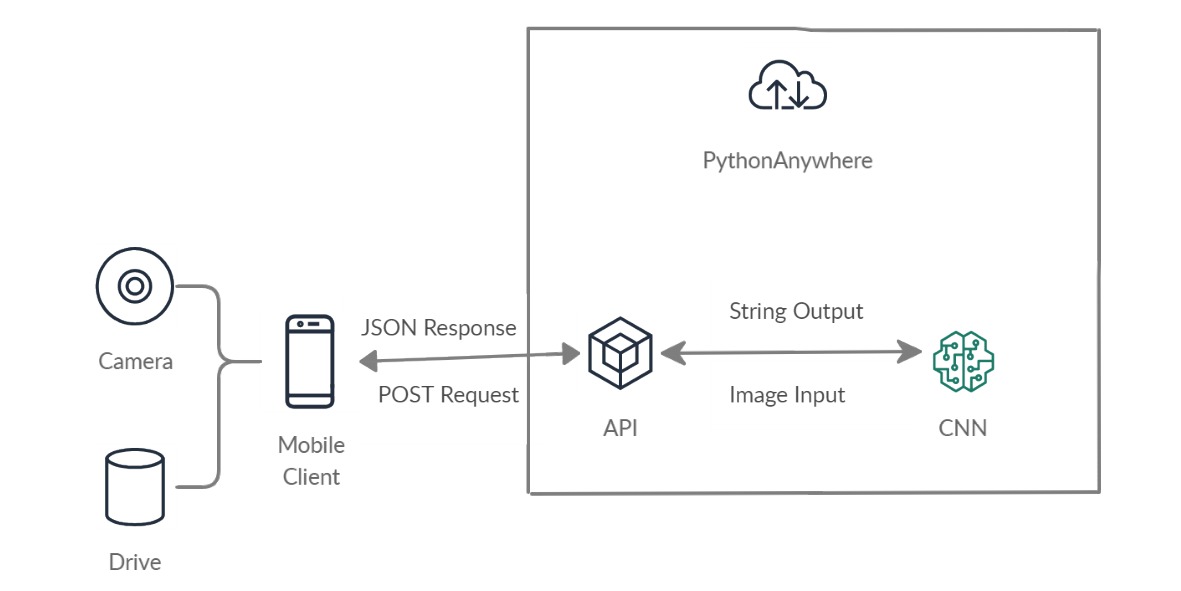 PythonAnywhere
Camera
JSON Response
String Output
POST Request
Image Input
API
CNN
Mobile
Client
Drive